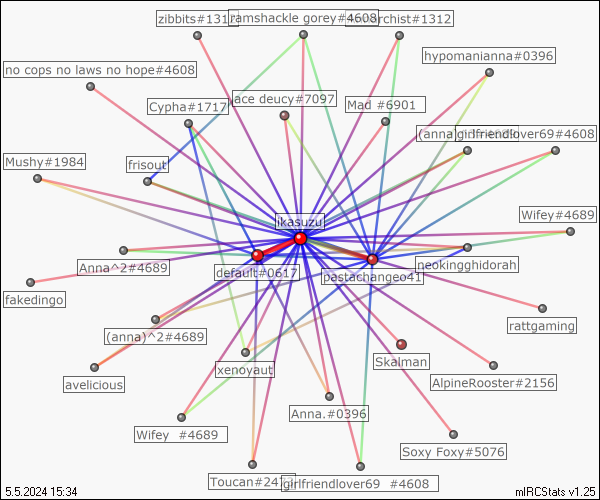 zibbits#131
ramshackle gorey#4608
rchist#1312
hypomanianna#0396
no cops no laws no hope#4608
Cypha#1717
ace deucy#7097
Mad #6901
(anna
girlfriendlover69#4608
Mushy#1984
frisout
ikasuzu
Wifey#4689
Anna^2#4689
default#0617
pastachangeo41
neokingghidorah
fakedingo
rattgaming
(anna)^2#4689
xenoyaut
Skalman
avelicious
AlpineRooster#2156
Anna.#0396
Wifey #4689
Soxy Foxy#5076
Toucan#24
girlfriendlover69 #4608
5.5.2024 15:34
mIRCStats v1.25